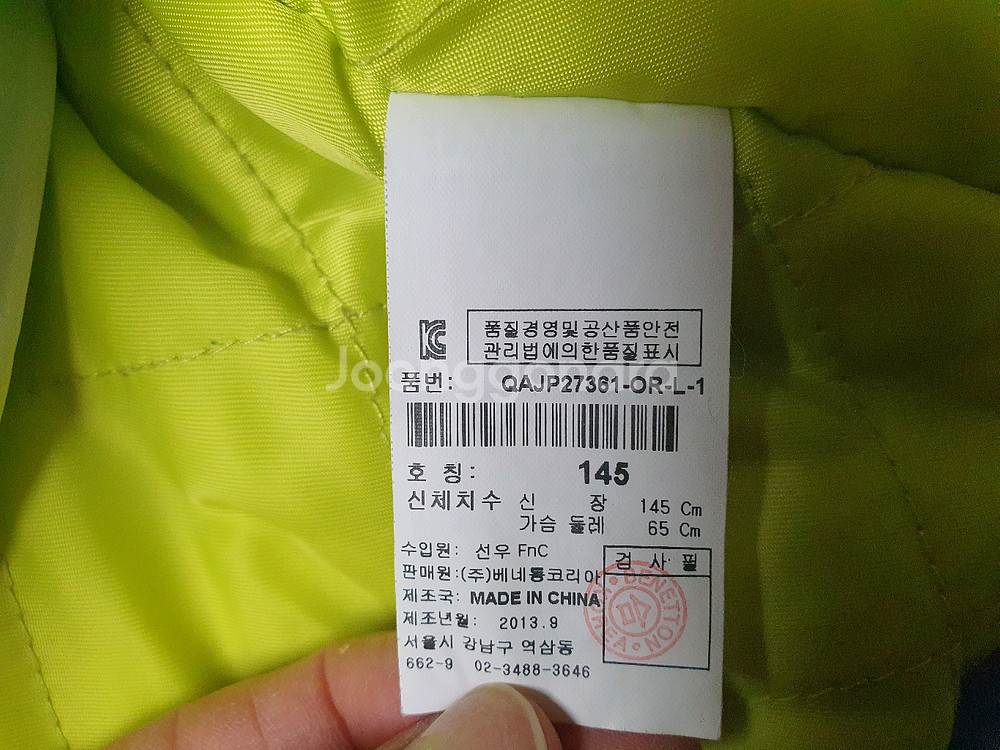 품질경영및공산품안전
관리법에의한품질표시
Joonggonara
품번: QAJP27361-OR-L-1
호 칭: 145
신체치수 신 장 145 Cm
가슴 둘레 65 Cm
수입원: 선우 FnC
판매원:(주)베네통코리아
제조국: MADE IN CHINA
제조년월: 2013.9
서울시 강남구 역삼동
662-9 02-3488-3646
검 사 필
BENETTON KOREA
合